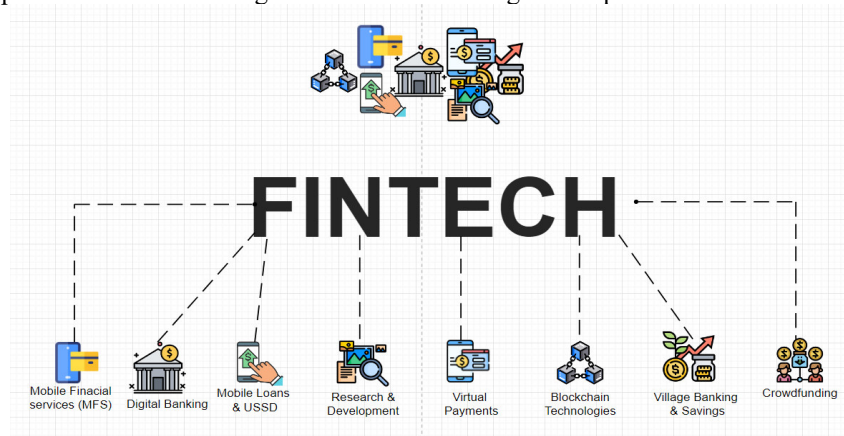 FINTECH
Mobile Finacial
services (MFS)
Digital Banking
Mobile Loans
& USSD
Research &
Development
Virtual
Payments
Blockchain
Technologies
Village Banking
& Savings
Crowdfunding